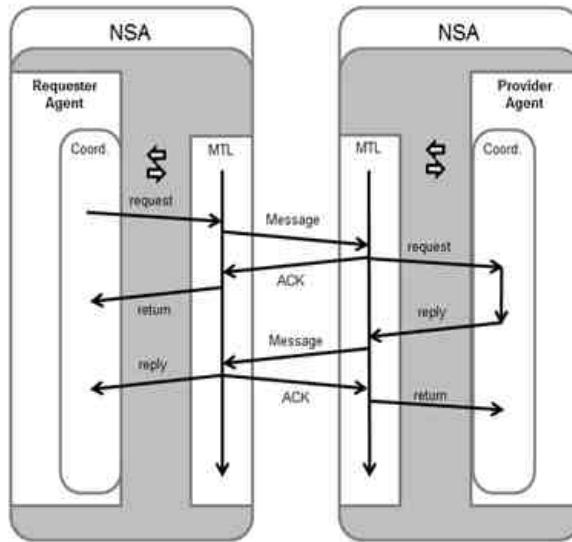 NSA
NSA
Requester
Agent
Provider
Agent
Coord.
MTL
MTL
Coord.
request
Message
request
ACK
return
reply
Message
reply
ACK
return